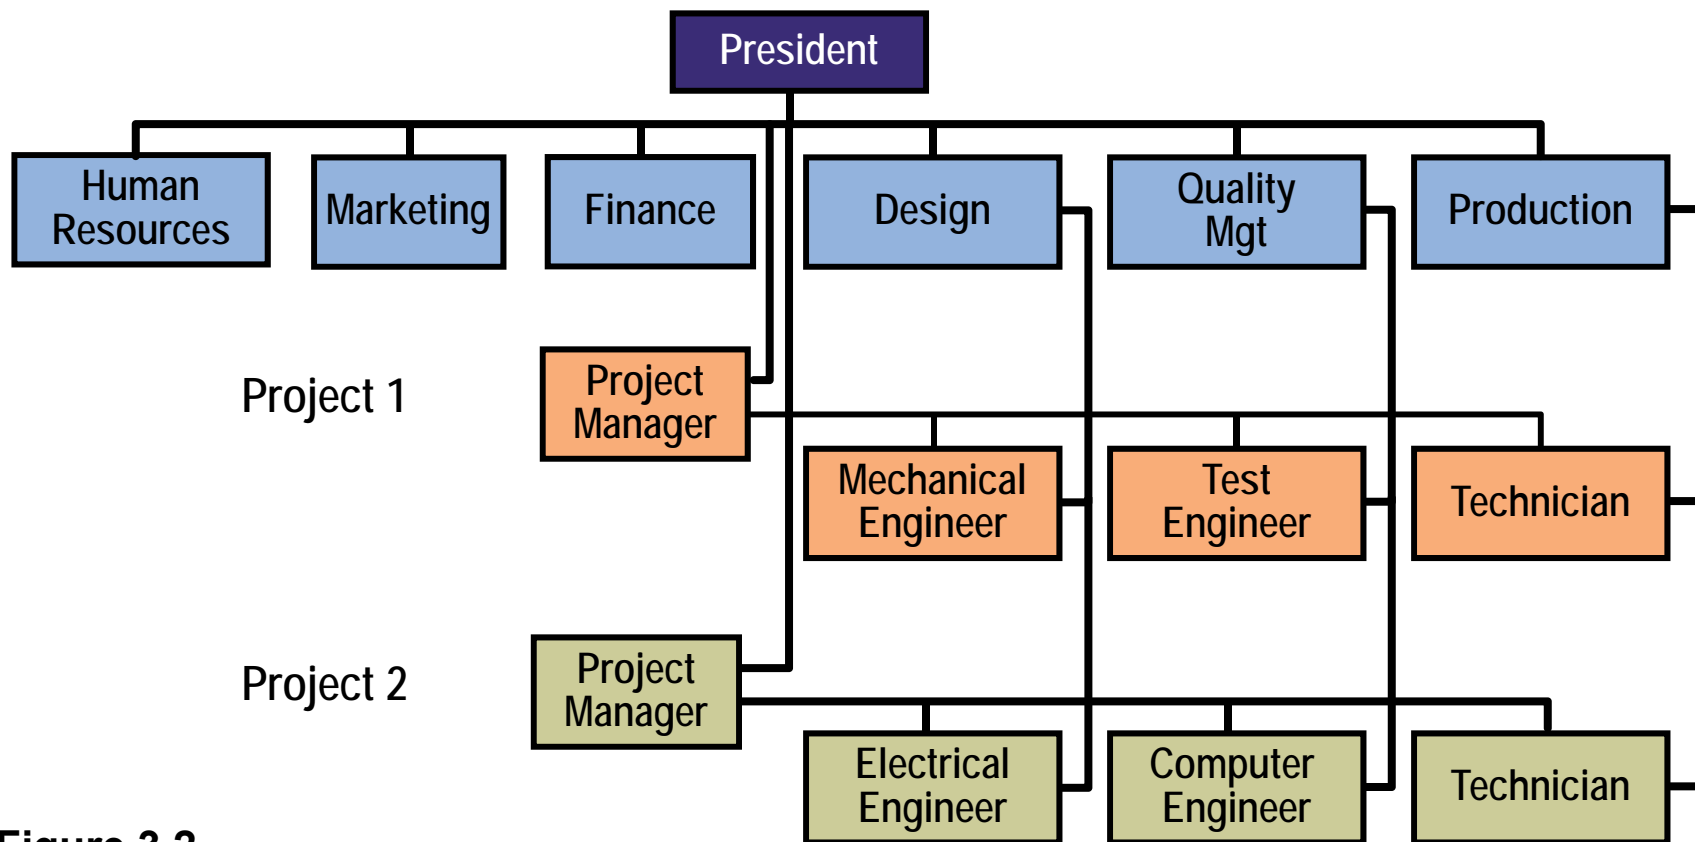 President
Human
Resources
Marketing
Finance
Design
Quality
Mgt
Production
Project 1
Project
Manager
Mechanical
Engineer
Test
Engineer
Technician
Project 2
Project
Manager
Electrical
Engineer
Computer
Engineer
Technician